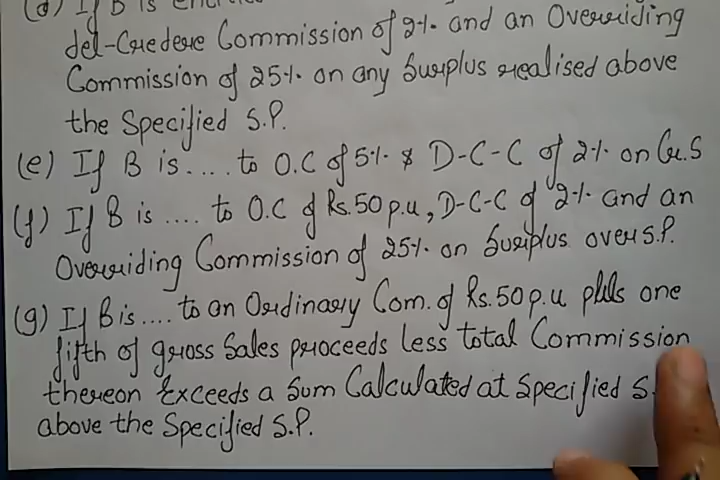 (d) If B is
del-Credere Commission of 2% and an Overriding
Commission of 25% on any Surplus realised above
the Specified S.P.
(e) If B is.... to O.C of 5% & D-C-C of 2% on Cr.S
(f) If B is .... to O.C of Rs.50 p.u, D-C-C of 2% and an
Overriding Commission of 25% on Surplus over S.P.
(g) If B is.... to an Ordinary Com. of Rs.50 p.u plus one
fifth of gross Sales proceeds less total Commission
thereon Exceeds a Sum Calculated at Specified S.
above the Specified S.P.